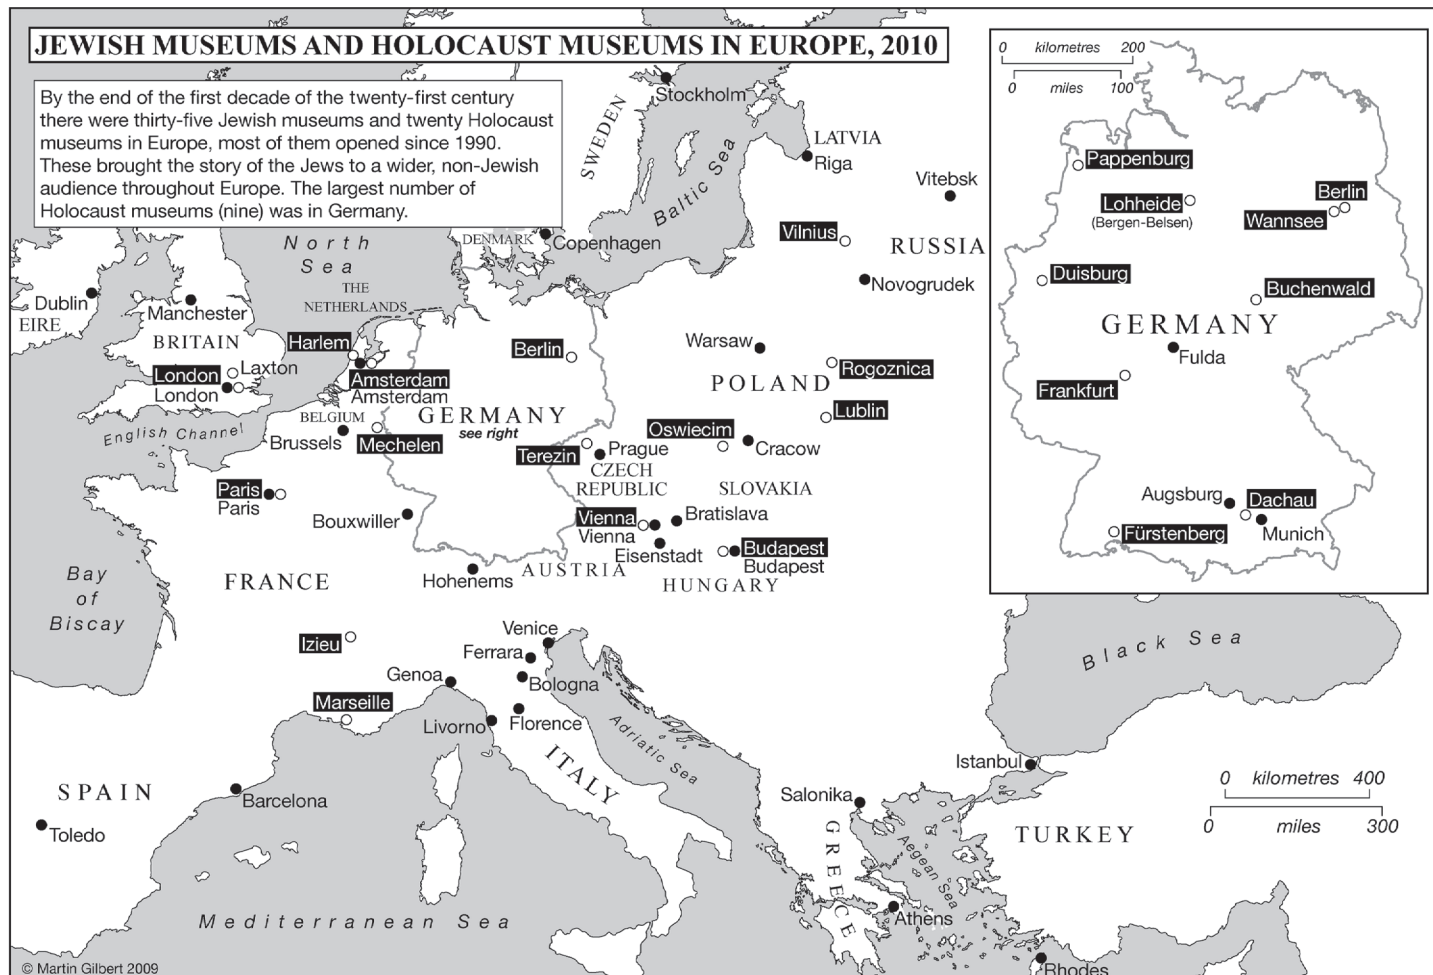 JEWISH MUSEUMS AND HOLOCAUST MUSEUMS IN EUROPE, 2010
By the end of the first decade of the twenty-first century
there were thirty-five Jewish museums and twenty Holocaust
museums in Europe, most of them opened since 1990.
These brought the story of the Jews to a wider, non-Jewish
audience throughout Europe. The largest number of
Holocaust museums (nine) was in Germany.
Stockholm
SWEDEN
Baltic Sea
LATVIA
Riga
Vitebsk
Vilnius
RUSSIA
Novogrudek
DENMARK
Copenhagen
North
Sea
THE
NETHERLANDS
Dublin
EIRE
Manchester
BRITAIN
Harlem
Laxton
London
London
Amsterdam
Amsterdam
Berlin
Warsaw
Rogoznica
POLAND
Lublin
English Channel
BELGIUM
Brussels
Mechelen
GERMANY
see right
Oswiecim
Cracow
Terezin
Prague
CZECH
REPUBLIC
SLOVAKIA
Paris
Paris
Bouxwiller
Vienna
Vienna
Bratislava
Eisenstadt
Budapest
Budapest
Hohenems
AUSTRIA
HUNGARY
Bay
of
Biscay
FRANCE
Izieu
Venice
Ferrara
Genoa
Bologna
Marseille
Livorno
Florence
ITALY
Adriatic Sea
SPAIN
Barcelona
Toledo
Mediterranean Sea
Salonika
GREECE
Aegean Sea
Athens
Rhodes
Istanbul
TURKEY
Black Sea
0 kilometres 400
0 miles 300
0 kilometres 200
0 miles 100
Pappenburg
Lohheide
(Bergen-Belsen)
Berlin
Wannsee
Duisburg
Buchenwald
GERMANY
Fulda
Frankfurt
Augsburg
Dachau
Fürstenberg
Munich
© Martin Gilbert 2009